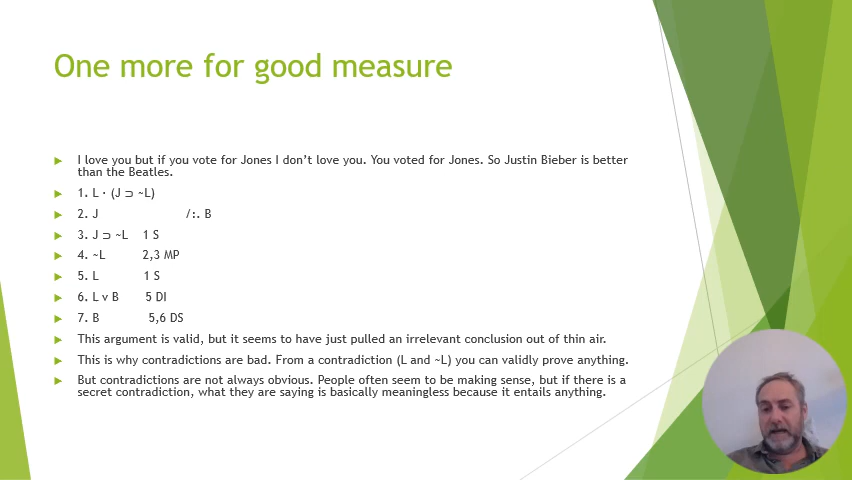 One more for good measure
I love you but if you vote for Jones I don't love you. You voted for Jones. So Justin Bieber is better
than the Beatles.
1. L · (J ⊃ ~L)
2. J /:. B
3. J ⊃ ~L 1 S
4. ~L 2,3 MP
5. L 1 S
6. L v B 5 DI
7. B 5,6 DS
This argument is valid, but it seems to have just pulled an irrelevant conclusion out of thin air.
This is why contradictions are bad. From a contradiction (L and ~L) you can validly prove anything.
But contradictions are not always obvious. People often seem to be making sense, but if there is a
secret contradiction, what they are saying is basically meaningless because it entails anything.